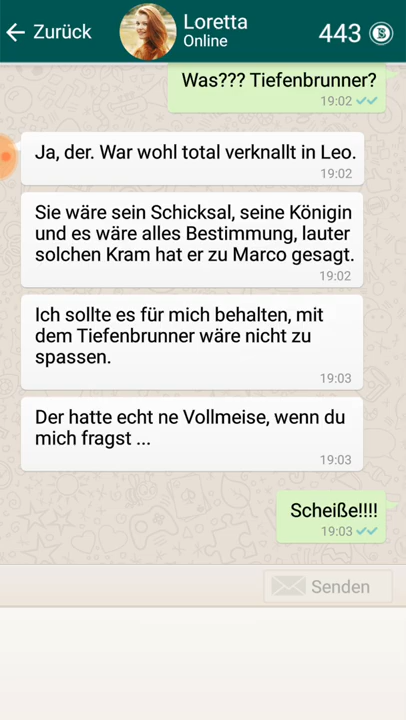 Zurück
Loretta
Online
443
Was??? Tiefenbrunner?
19:02
Ja, der. War wohl total verknallt in Leo.
19:02
Sie wäre sein Schicksal, seine Königin
und es wäre alles Bestimmung, lauter
solchen Kram hat er zu Marco gesagt.
19:02
Ich sollte es für mich behalten, mit
dem Tiefenbrunner wäre nicht zu
spassen.
19:03
Der hatte echt ne Vollmeise, wenn du
mich fragst ...
19:03
Scheiße!!!!
19:03
Senden